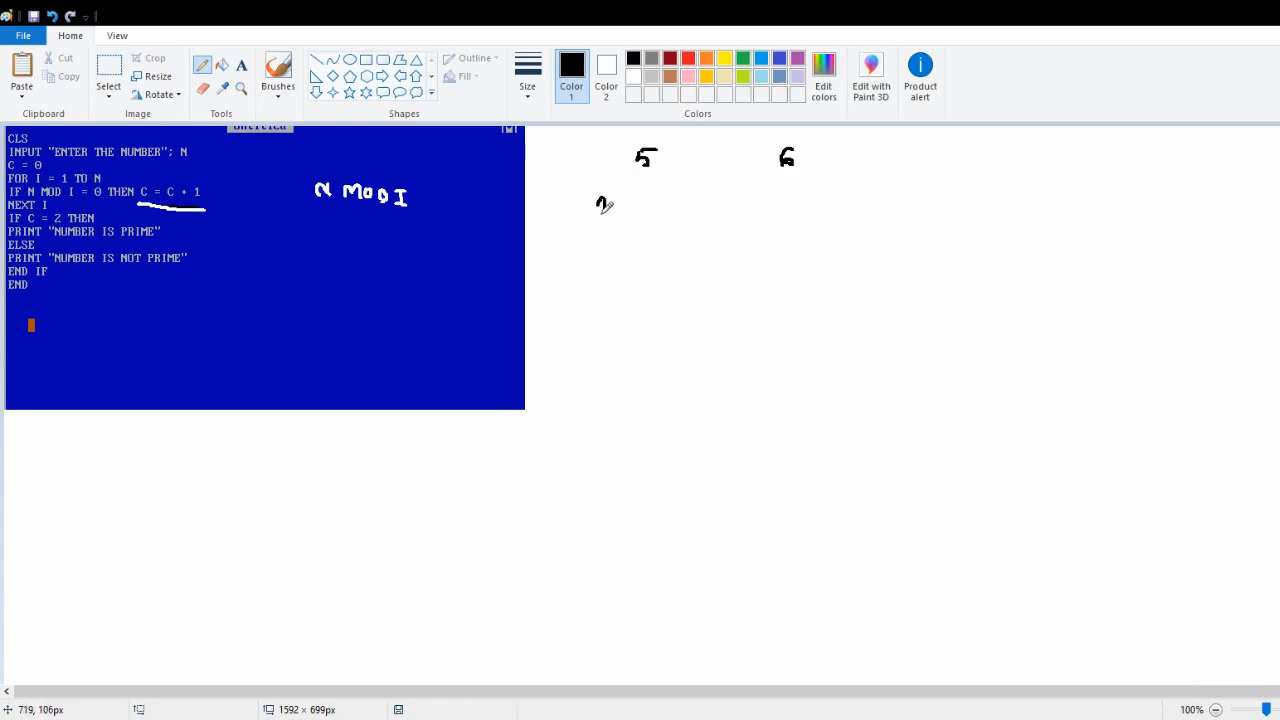 File Home View
Paste
Cut
Copy
Clipboard
Select
Crop
Resize
Rotate
Image
Tools
Brushes
Outline
Fill
Shapes
Size
Color 1
Color 2
Edit colors
Colors
Edit with Paint 3D
Product alert
Untitled
CLS
INPUT "ENTER THE NUMBER"; N
C = 0
FOR I = 1 TO N
IF N MOD I = 0 THEN C = C + 1
NEXT I
IF C = 2 THEN
PRINT "NUMBER IS PRIME"
ELSE
PRINT "NUMBER IS NOT PRIME"
END IF
END
N MOD I
5 6
719, 106px
1592 × 699px
100%